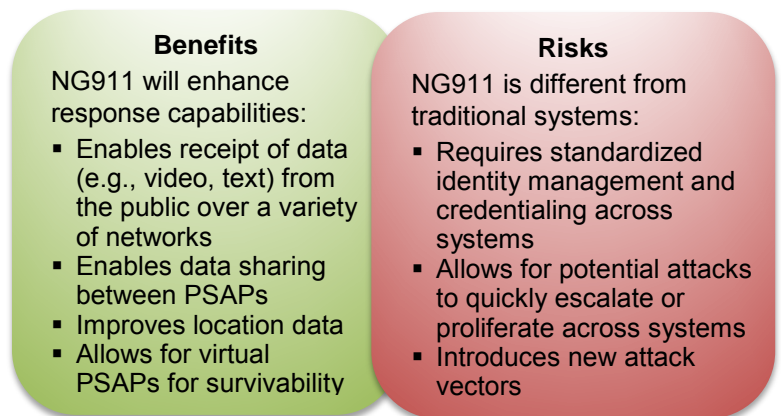 Benefits
NG911 will enhance
response capabilities:
▪ Enables receipt of data
(e.g., video, text) from
the public over a variety
of networks
▪ Enables data sharing
between PSAPs
▪ Improves location data
▪ Allows for virtual
PSAPs for survivability
Risks
NG911 is different from
traditional systems:
▪ Requires standardized
identity management and
credentialing across
systems
▪ Allows for potential attacks
to quickly escalate or
proliferate across systems
▪ Introduces new attack
vectors